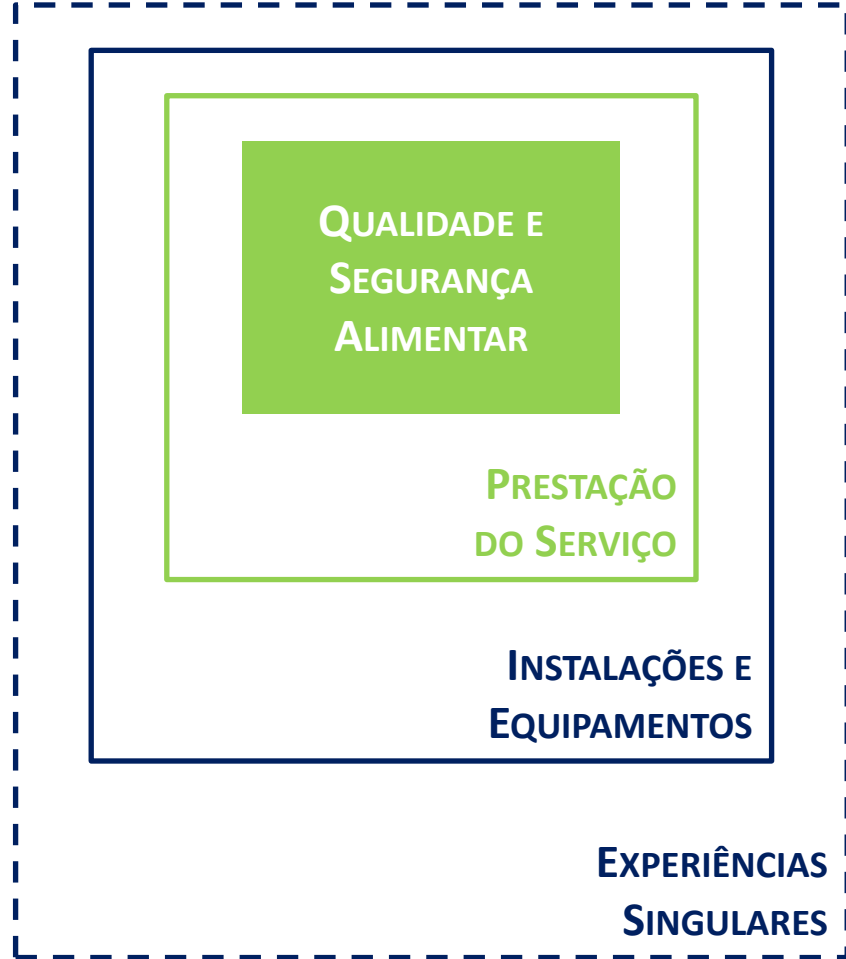 Qualidade e
Segurança
Alimentar
Prestação
do Serviço
Instalações e
Equipamentos
Experiências
Singulares